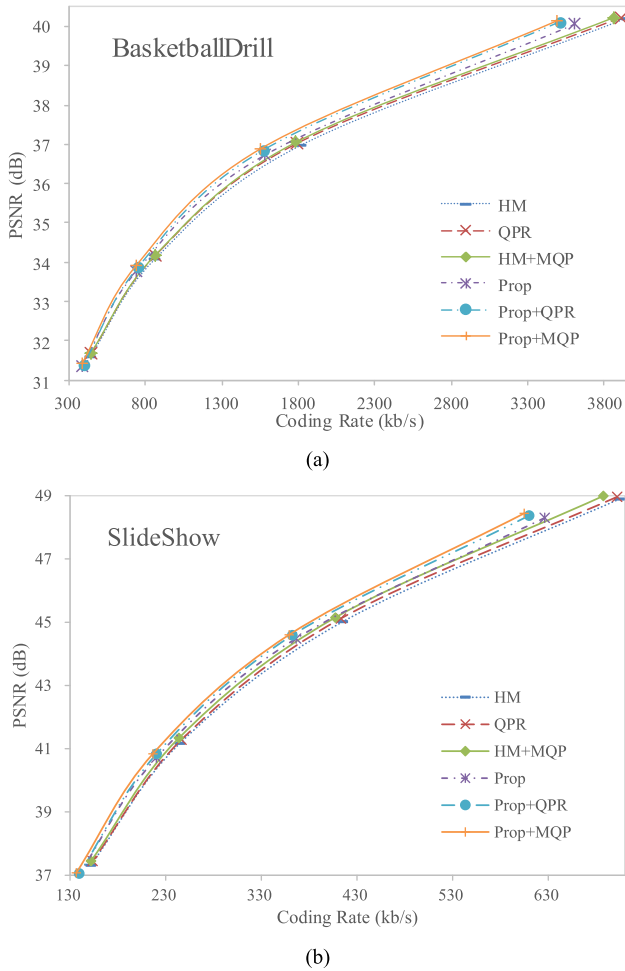 40
39
38
37
36
35
34
33
32
31
PSNR (dB)
BasketballDrill
HM
QPR
HM+MQP
Prop
Prop+QPR
Prop+MQP
300 800 1300 1800 2300 2800 3300 3800
Coding Rate (kb/s)
(a)
49
47
45
43
41
39
37
PSNR (dB)
SlideShow
HM
QPR
HM+MQP
Prop
Prop+QPR
Prop+MQP
130 230 330 430 530 630
Coding Rate (kb/s)
(b)